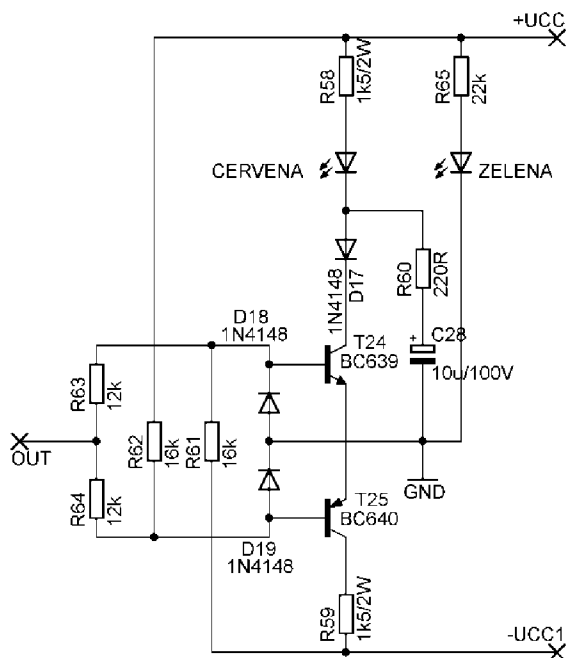 +UCC
R58
1k5/2W
R65
22k
CERVENA
ZELENA
1N4148
D17
R60
220R
D18
1N4148
T24
BC639
+
C28
10u/100V
R63
12k
OUT
R62
16k
R61
16k
R64
12k
GND
T25
BC640
D19
1N4148
R59
1k5/2W
-UCC1